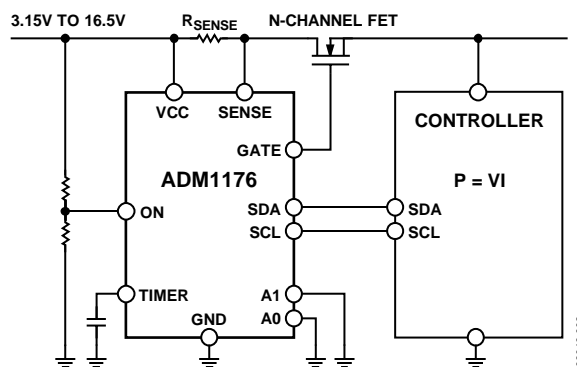 3.15V TO 16.5V
RSENSE
N-CHANNEL FET
VCC
SENSE
CONTROLLER
GATE
ADM1176
P = VI
ON
SDA
SDA
SCL
SCL
TIMER
A1
GND
A0